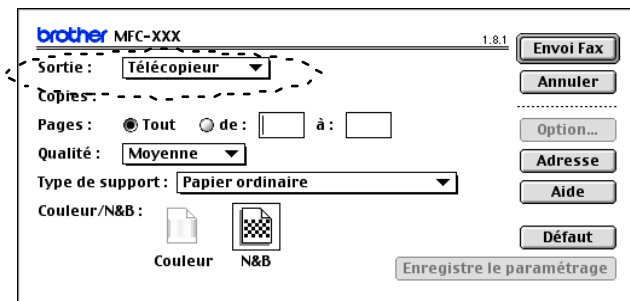 brother MFC-XXX 1.8.1
Envoi Fax
Sortie : Télécopieur
Annuler
Copies :
Pages : Tout de : à :
Option...
Qualité : Moyenne
Adresse
Type de support : Papier ordinaire
Aide
Couleur/N&B :
Défaut
Couleur N&B
Enregistre le paramétrage